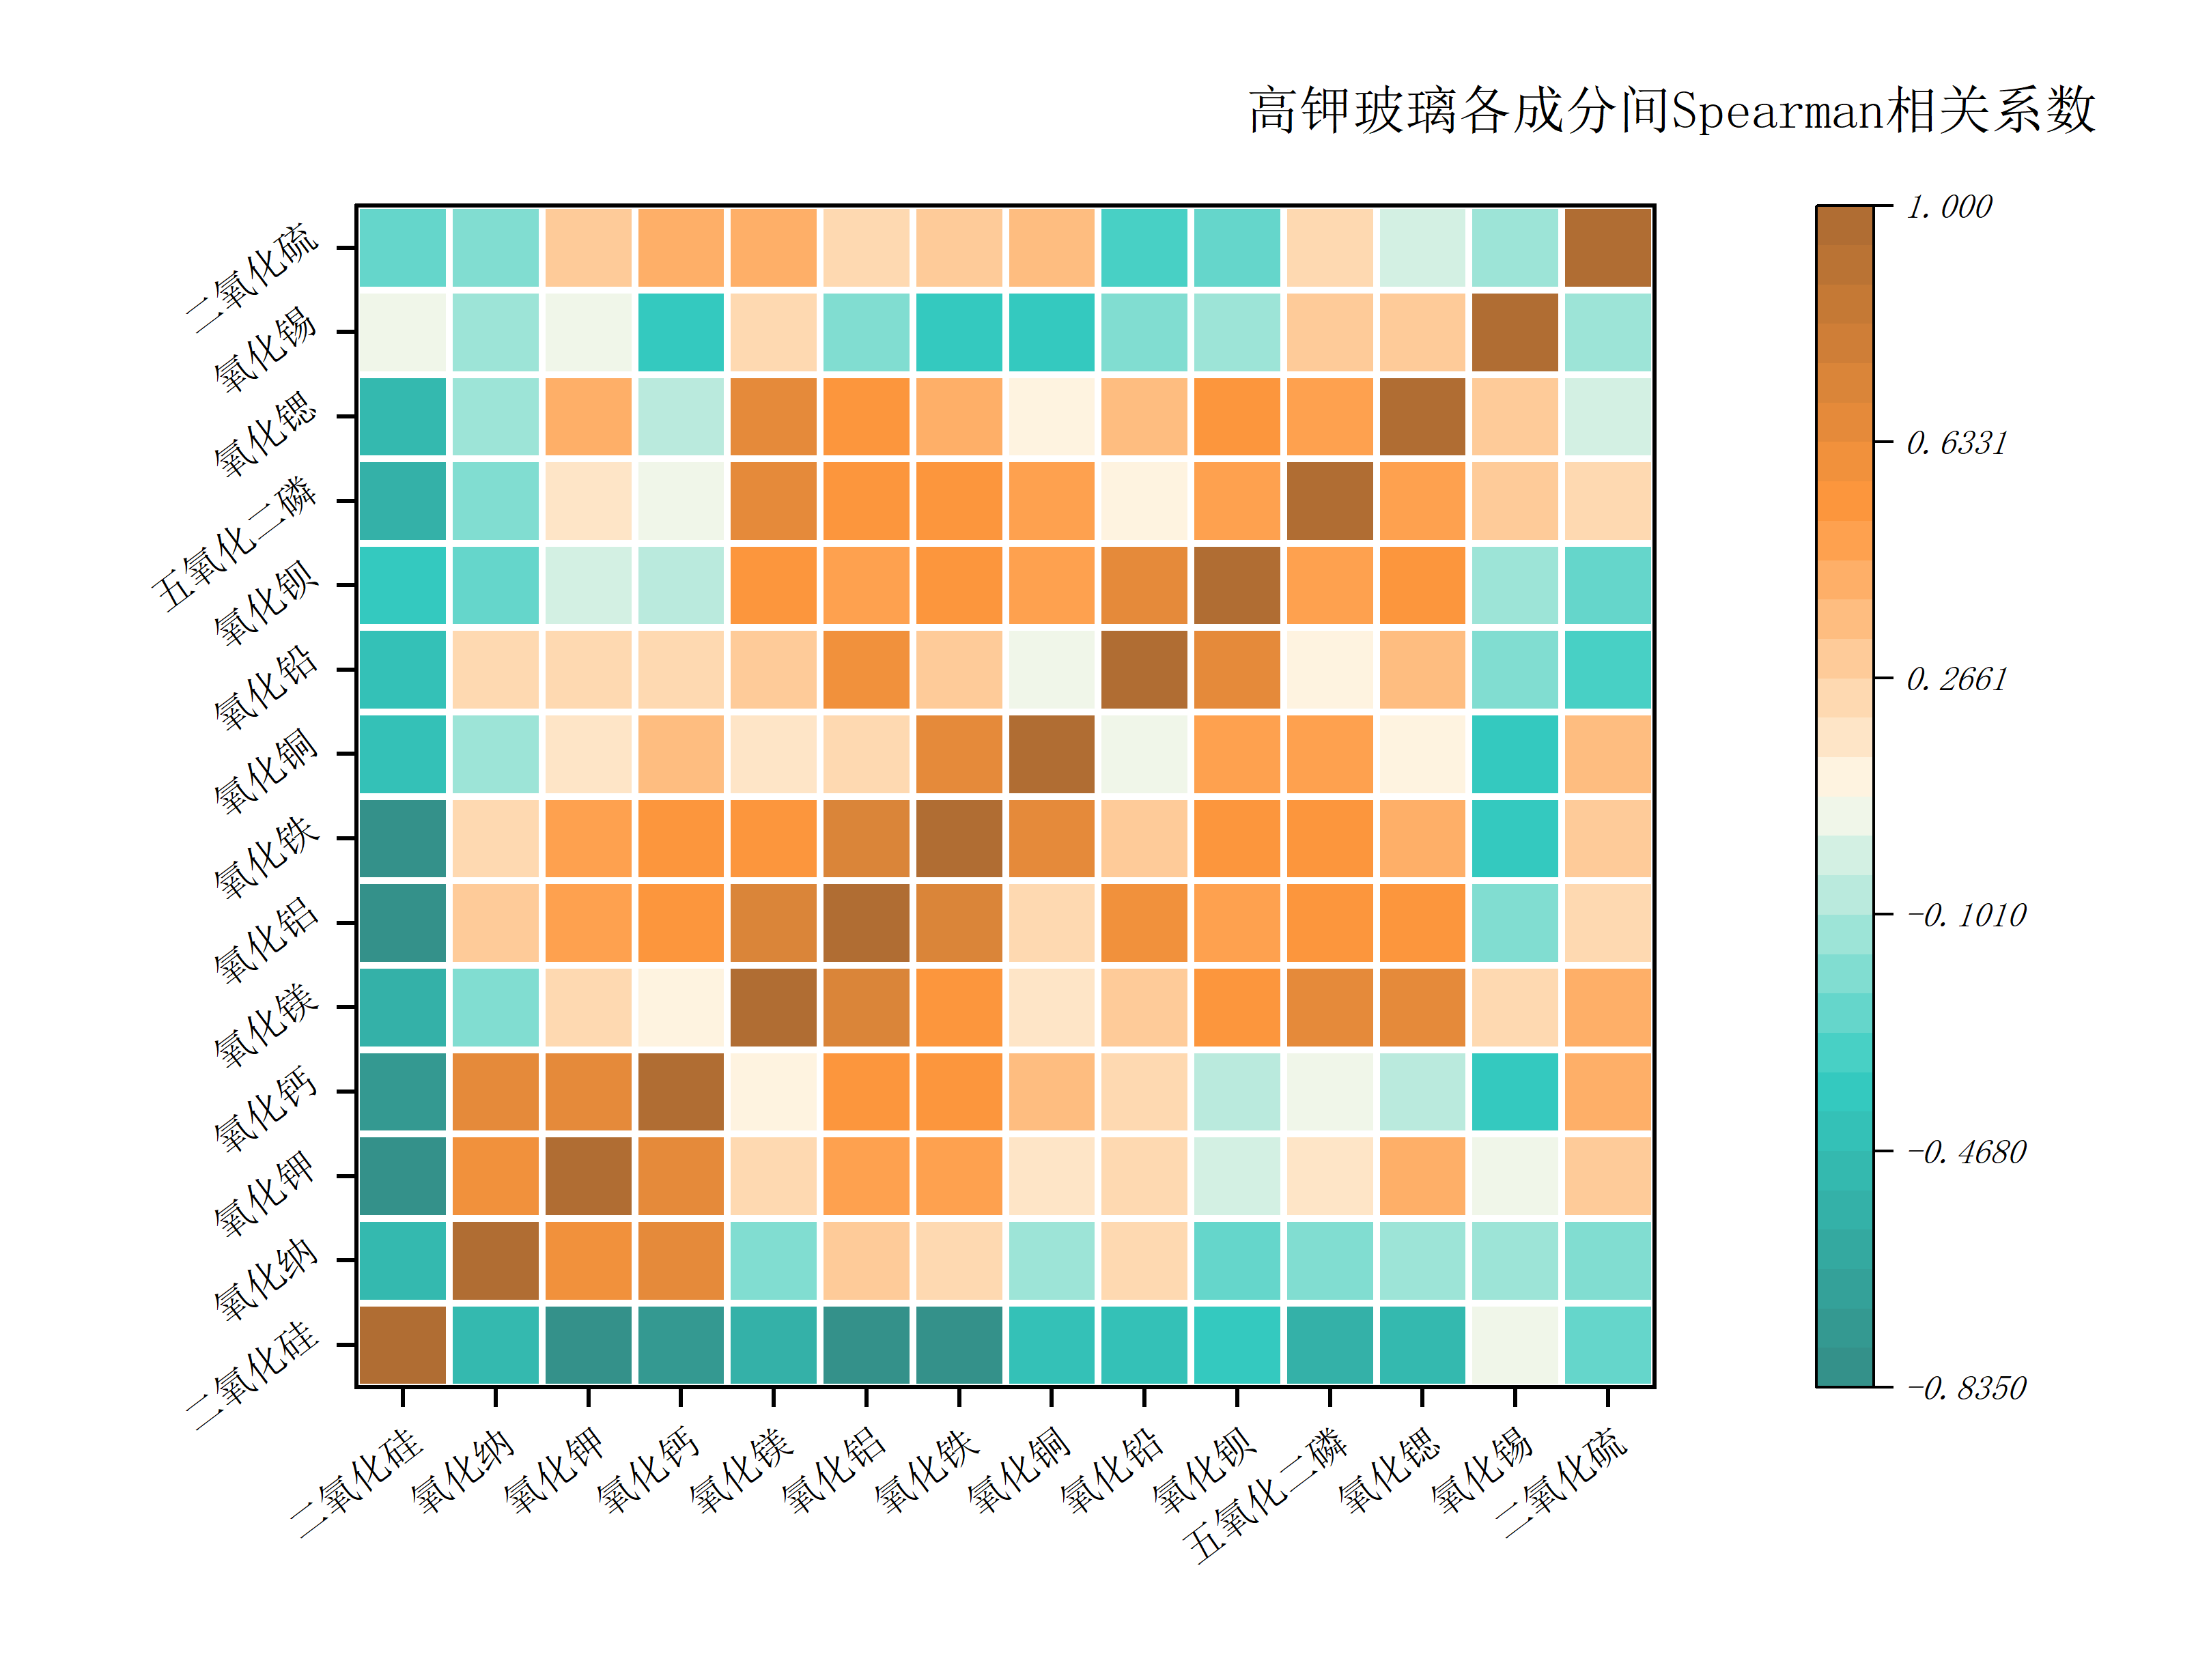 高钾玻璃各成分间Spearman相关系数
二氧化硫
氧化锡
氧化锶
五氧化二磷
氧化钡
氧化铅
氧化铜
氧化铁
氧化铝
氧化镁
氧化钙
氧化钾
氧化纳
二氧化硅
二氧化硅
氧化纳
氧化钾
氧化钙
氧化镁
氧化铝
氧化铁
氧化铜
氧化铅
氧化钡
五氧化二磷
氧化锶
氧化锡
二氧化硫
1.000
0.6331
0.2661
-0.1010
-0.4680
-0.8350